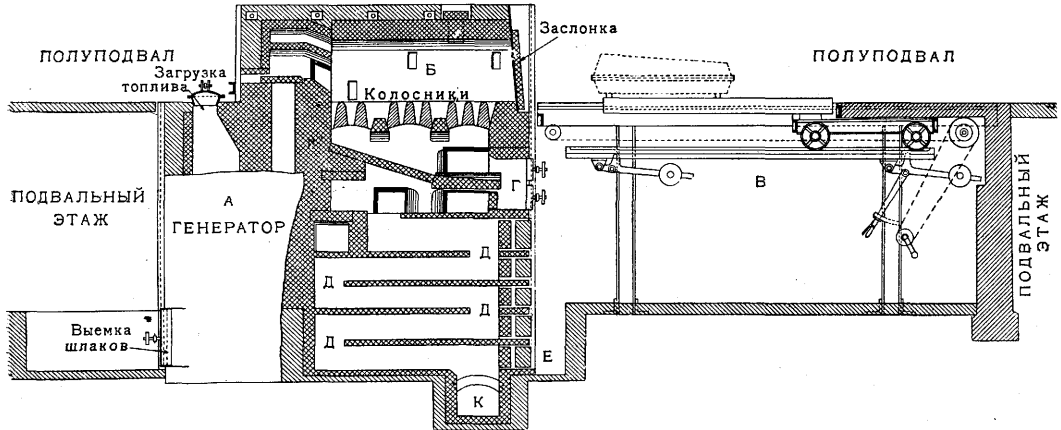 ПОЛУПОДВАЛ
Загрузка
топлива
Заслонка
ПОЛУПОДВАЛ
Б
Колосники
ПОДВАЛЬНЫЙ
ЭТАЖ
А
ГЕНЕРАТОР
Г
В
ПОДВАЛЬНЫЙ
ЭТАЖ
Д
Д
Д
Д
Выемка
шлаков
Е
К